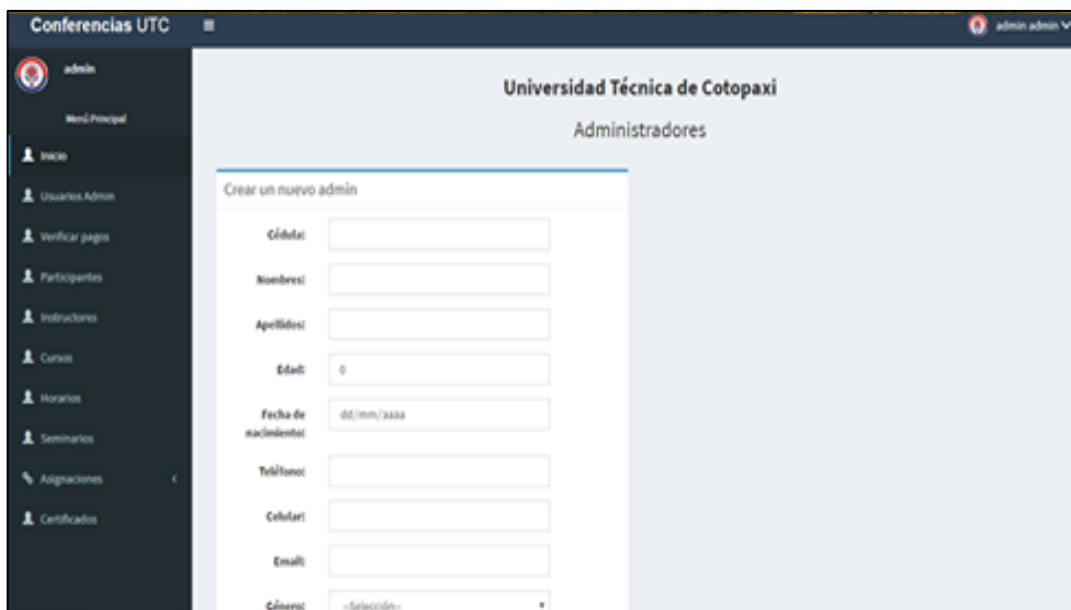 Conferencias UTC
admin admin
admin
Menú Principal
Inicio
Usuarios Admin
Verificar pagos
Participantes
Instructores
Cursos
Horarios
Seminarios
Asignaciones
Certificados
Universidad Técnica de Cotopaxi
Administradores
Crear un nuevo admin
Cédula:
Nombres:
Apellidos:
Edad: 0
Fecha de dd/mm/aaaa
nacimiento:
Teléfono:
Celular:
Email:
Género: --Selección--